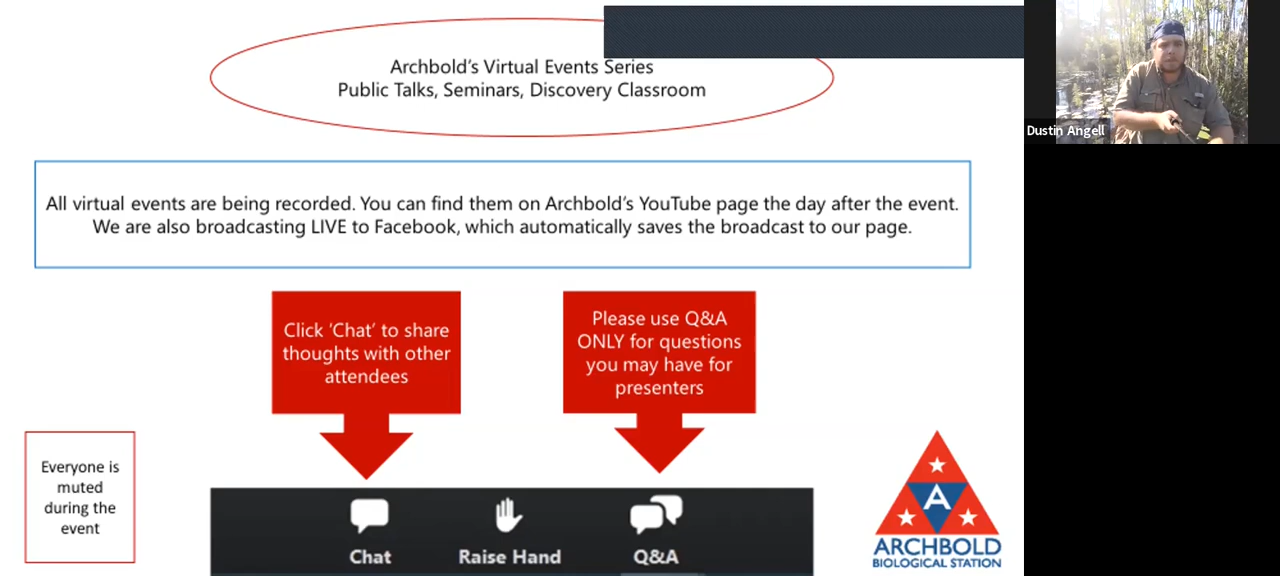 Archbold's Virtual Events Series
Public Talks, Seminars, Discovery Classroom
Dustin Angell
All virtual events are being recorded. You can find them on Archbold's YouTube page the day after the event.
We are also broadcasting LIVE to Facebook, which automatically saves the broadcast to our page.
Click ‘Chat’ to share
thoughts with other
attendees
Please use Q&A
ONLY for questions
you may have for
presenters
Everyone is
muted
during the
event
Chat
Raise Hand
Q&A
A
ARCHBOLD
BIOLOGICAL STATION